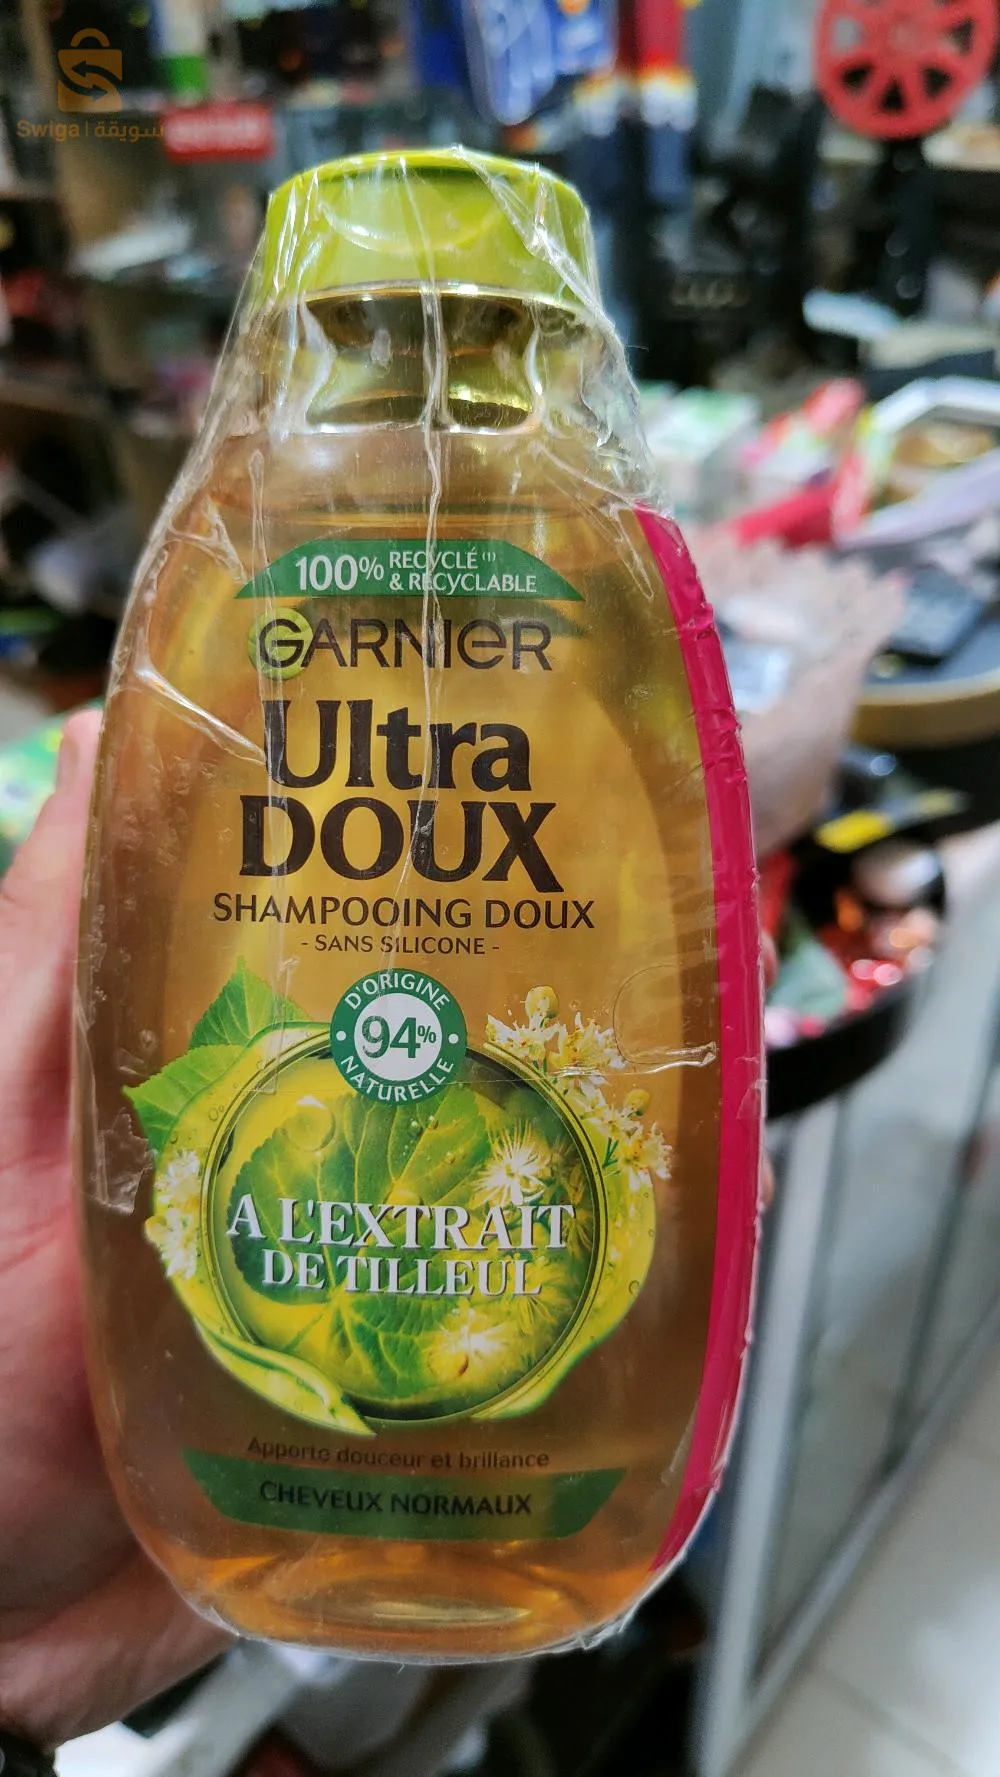 Swiga | سويقة
100% RECYCLÉ (1)
& RECYCLABLE
GARNIER
Ultra
DOUX
SHAMPOOING DOUX
- SANS SILICONE -
D'ORIGINE
94%
NATURELLE
A L'EXTRAIT
DE TILLEUL
Apporte douceur et brillance
CHEVEUX NORMAUX